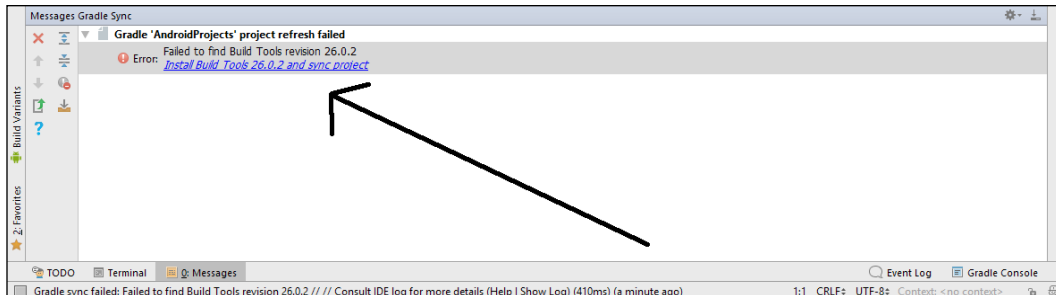 Messages Gradle Sync
Gradle 'AndroidProjects' project refresh failed
Error: Failed to find Build Tools revision 26.0.2
Install Build Tools 26.0.2 and sync project
Build Variants
2: Favorites
TODO Terminal 0: Messages Event Log Gradle Console
Gradle sync failed: Failed to find Build Tools revision 26.0.2 // // Consult IDE log for more details (Help | Show Log) (410ms) (a minute ago) 1:1 CRLF÷ UTF-8÷ Context: <no context>